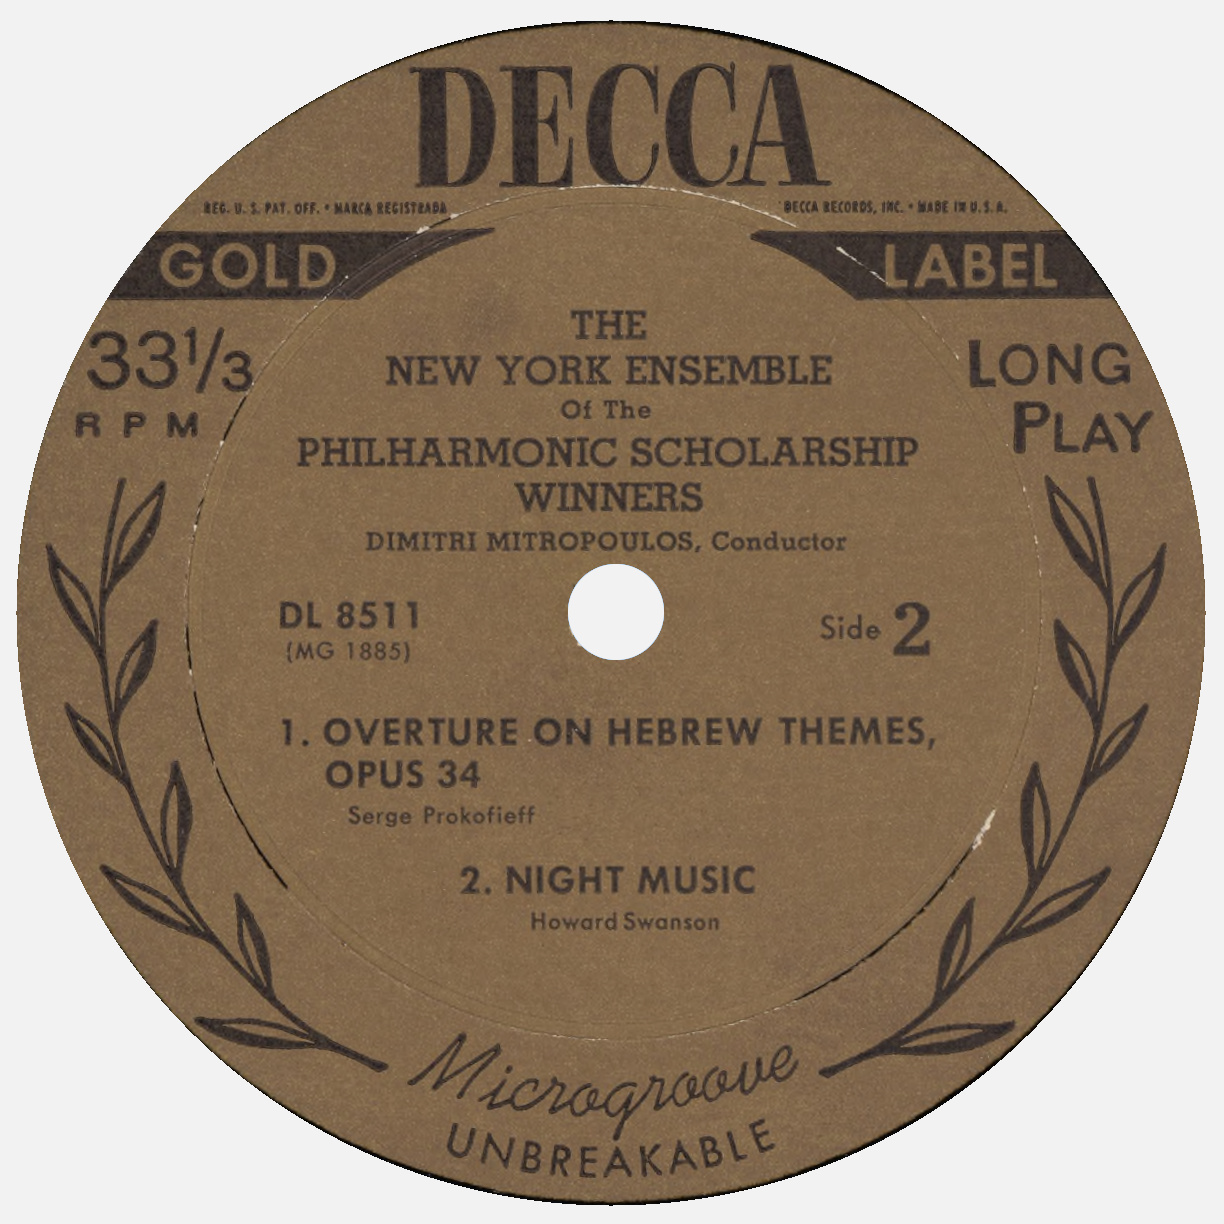 DECCA
REG. U. S. PAT. OFF. • MARCA REGISTRADA
DECCA RECORDS, INC. • MADE IN U.S.A.
GOLD LABEL
33⅓
RPM
LONG
PLAY
THE
NEW YORK ENSEMBLE
Of The
PHILHARMONIC SCHOLARSHIP
WINNERS
DIMITRI MITROPOULOS, Conductor
DL 8511
(MG 1885)
Side 2
1. OVERTURE ON HEBREW THEMES,
OPUS 34
Serge Prokofieff
2. NIGHT MUSIC
Howard Swanson
Microgroove
UNBREAKABLE